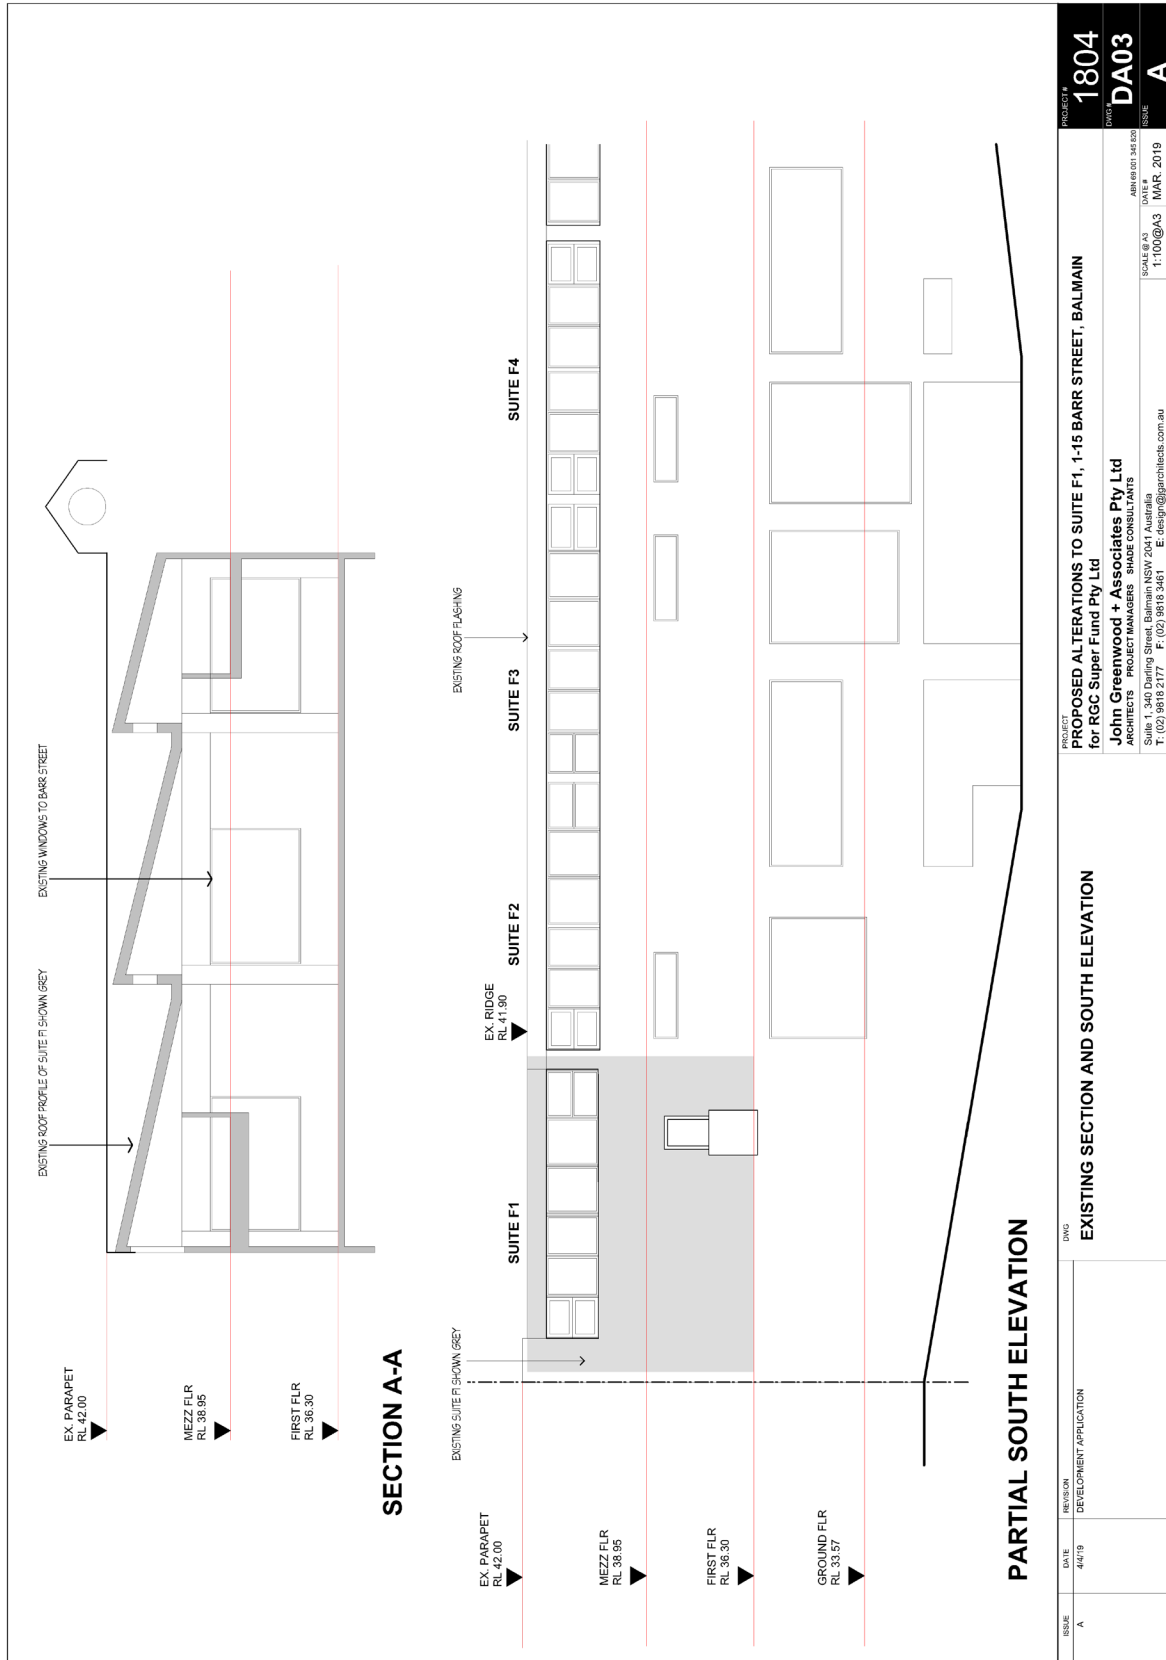 EXISTING ROOF PROFILE OF SUITE F1 SHOWN GREY
EXISTING WINDOWS TO BARR STREET
EX. PARAPET
RL 42.00
MEZZ FLR
RL 38.95
FIRST FLR
RL 36.30
SECTION A-A
EXISTING SUITE F1 SHOWN GREY
EXISTING ROOF FLASHING
EX. RIDGE
RL 41.90
SUITE F1
SUITE F2
SUITE F3
SUITE F4
EX. PARAPET
RL 42.00
MEZZ FLR
RL 38.95
FIRST FLR
RL 36.30
GROUND FLR
RL 33.57
PARTIAL SOUTH ELEVATION
ISSUE
DATE
REVISION
A
4/4/19
DEVELOPMENT APPLICATION
DWG
EXISTING SECTION AND SOUTH ELEVATION
PROJECT
PROPOSED ALTERATIONS TO SUITE F1, 1-15 BARR STREET, BALMAIN
for RGC Super Fund Pty Ltd
John Greenwood + Associates Pty Ltd
ARCHITECTS PROJECT MANAGERS SHADE CONSULTANTS
ABN 69 001 345 820
Suite 1, 340 Darling Street, Balmain NSW 2041 Australia
T: (02) 9818 2177 F: (02) 9818 3461 E: design@jgarchitects.com.au
SCALE @ A3
1:100@A3
DATE #
MAR. 2019
PROJECT #
1804
DWG #
DA03
ISSUE
A